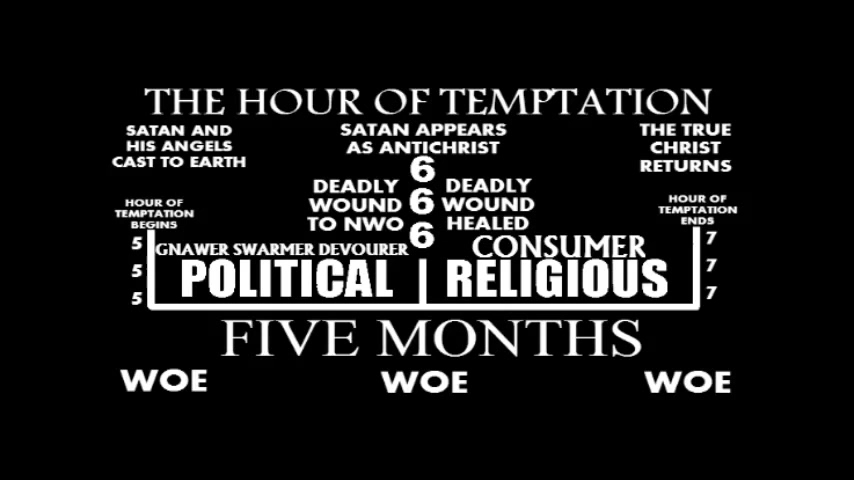 THE HOUR OF TEMPTATION
SATAN AND
HIS ANGELS
CAST TO EARTH
SATAN APPEARS
AS ANTICHRIST
THE TRUE
CHRIST
RETURNS
6
6
6
DEADLY
WOUND
TO NWO
DEADLY
WOUND
HEALED
HOUR OF
TEMPTATION
BEGINS
HOUR OF
TEMPTATION
ENDS
5
5
5
GNAWER SWARMER DEVOURER
POLITICAL
CONSUMER
RELIGIOUS
7
7
7
FIVE MONTHS
WOE
WOE
WOE